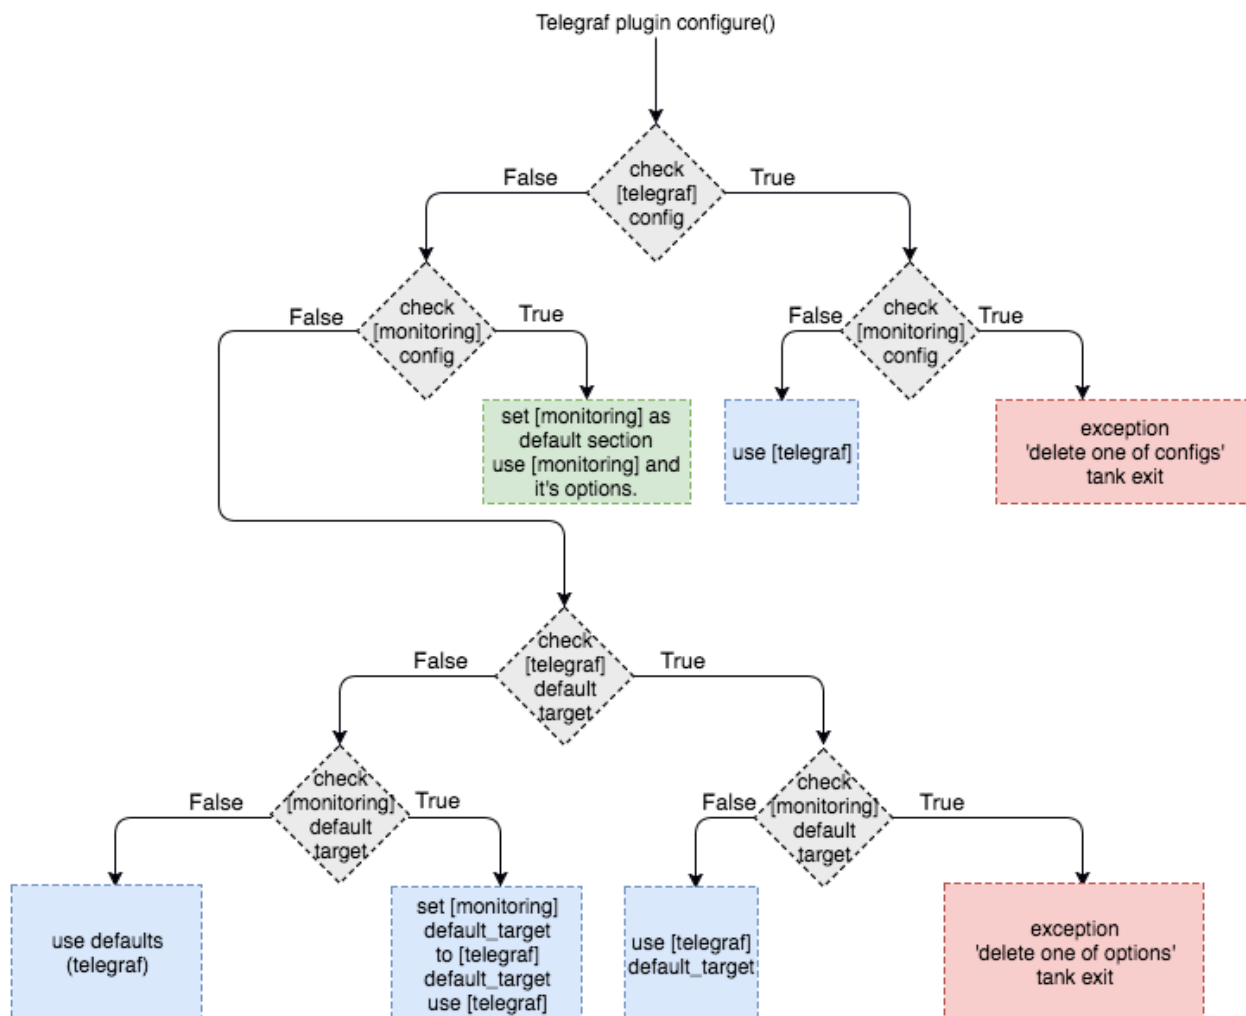 Telegraf plugin configure()
check
[telegraf]
config
False
True
check
[monitoring]
config
False
True
check
[monitoring]
config
False
True
set [monitoring] as
default section
use [monitoring] and
it's options.
use [telegraf]
exception
'delete one of configs'
tank exit
check
[telegraf]
default
target
False
True
check
[monitoring]
default
target
False
True
check
[monitoring]
default
target
False
True
use defaults
(telegraf)
set [monitoring]
default_target
to [telegraf]
default_target
use [telegraf]
use [telegraf]
default_target
exception
'delete one of options'
tank exit